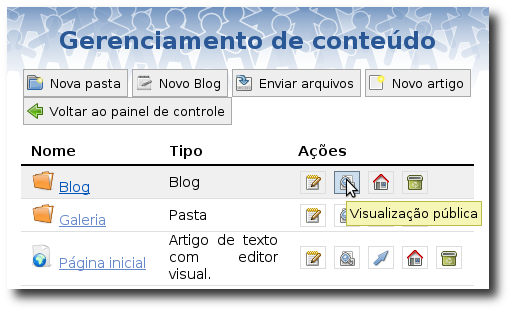 Gerenciamento de conteúdo
Nova pasta Novo Blog Enviar arquivos Novo artigo
Voltar ao painel de controle
Nome Tipo Ações
Blog Blog
Visualização pública
Galeria Pasta
Página inicial Artigo de texto
com editor
visual.